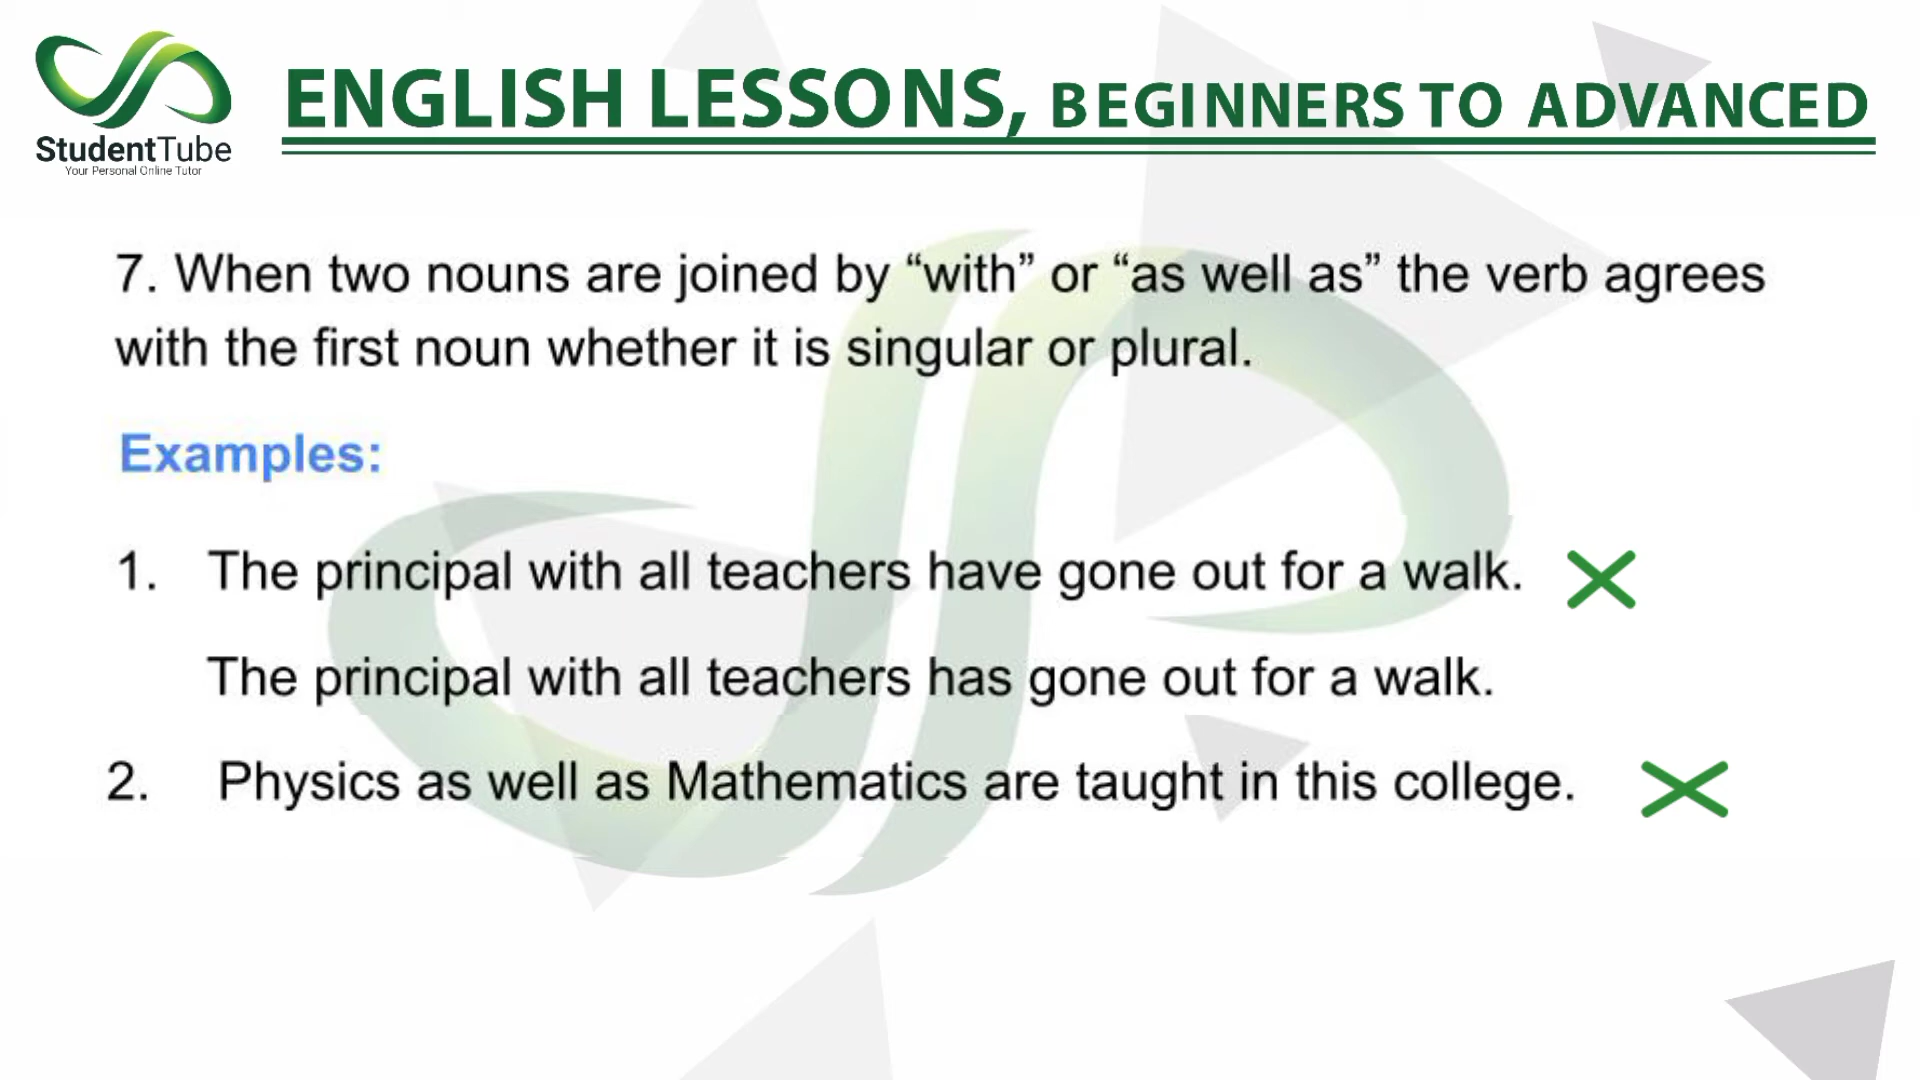 StudentTube
Your Personal Online Tutor
ENGLISH LESSONS, BEGINNERS TO ADVANCED
7. When two nouns are joined by “with” or “as well as” the verb agrees
with the first noun whether it is singular or plural.
Examples:
1. The principal with all teachers have gone out for a walk.
The principal with all teachers has gone out for a walk.
2. Physics as well as Mathematics are taught in this college.